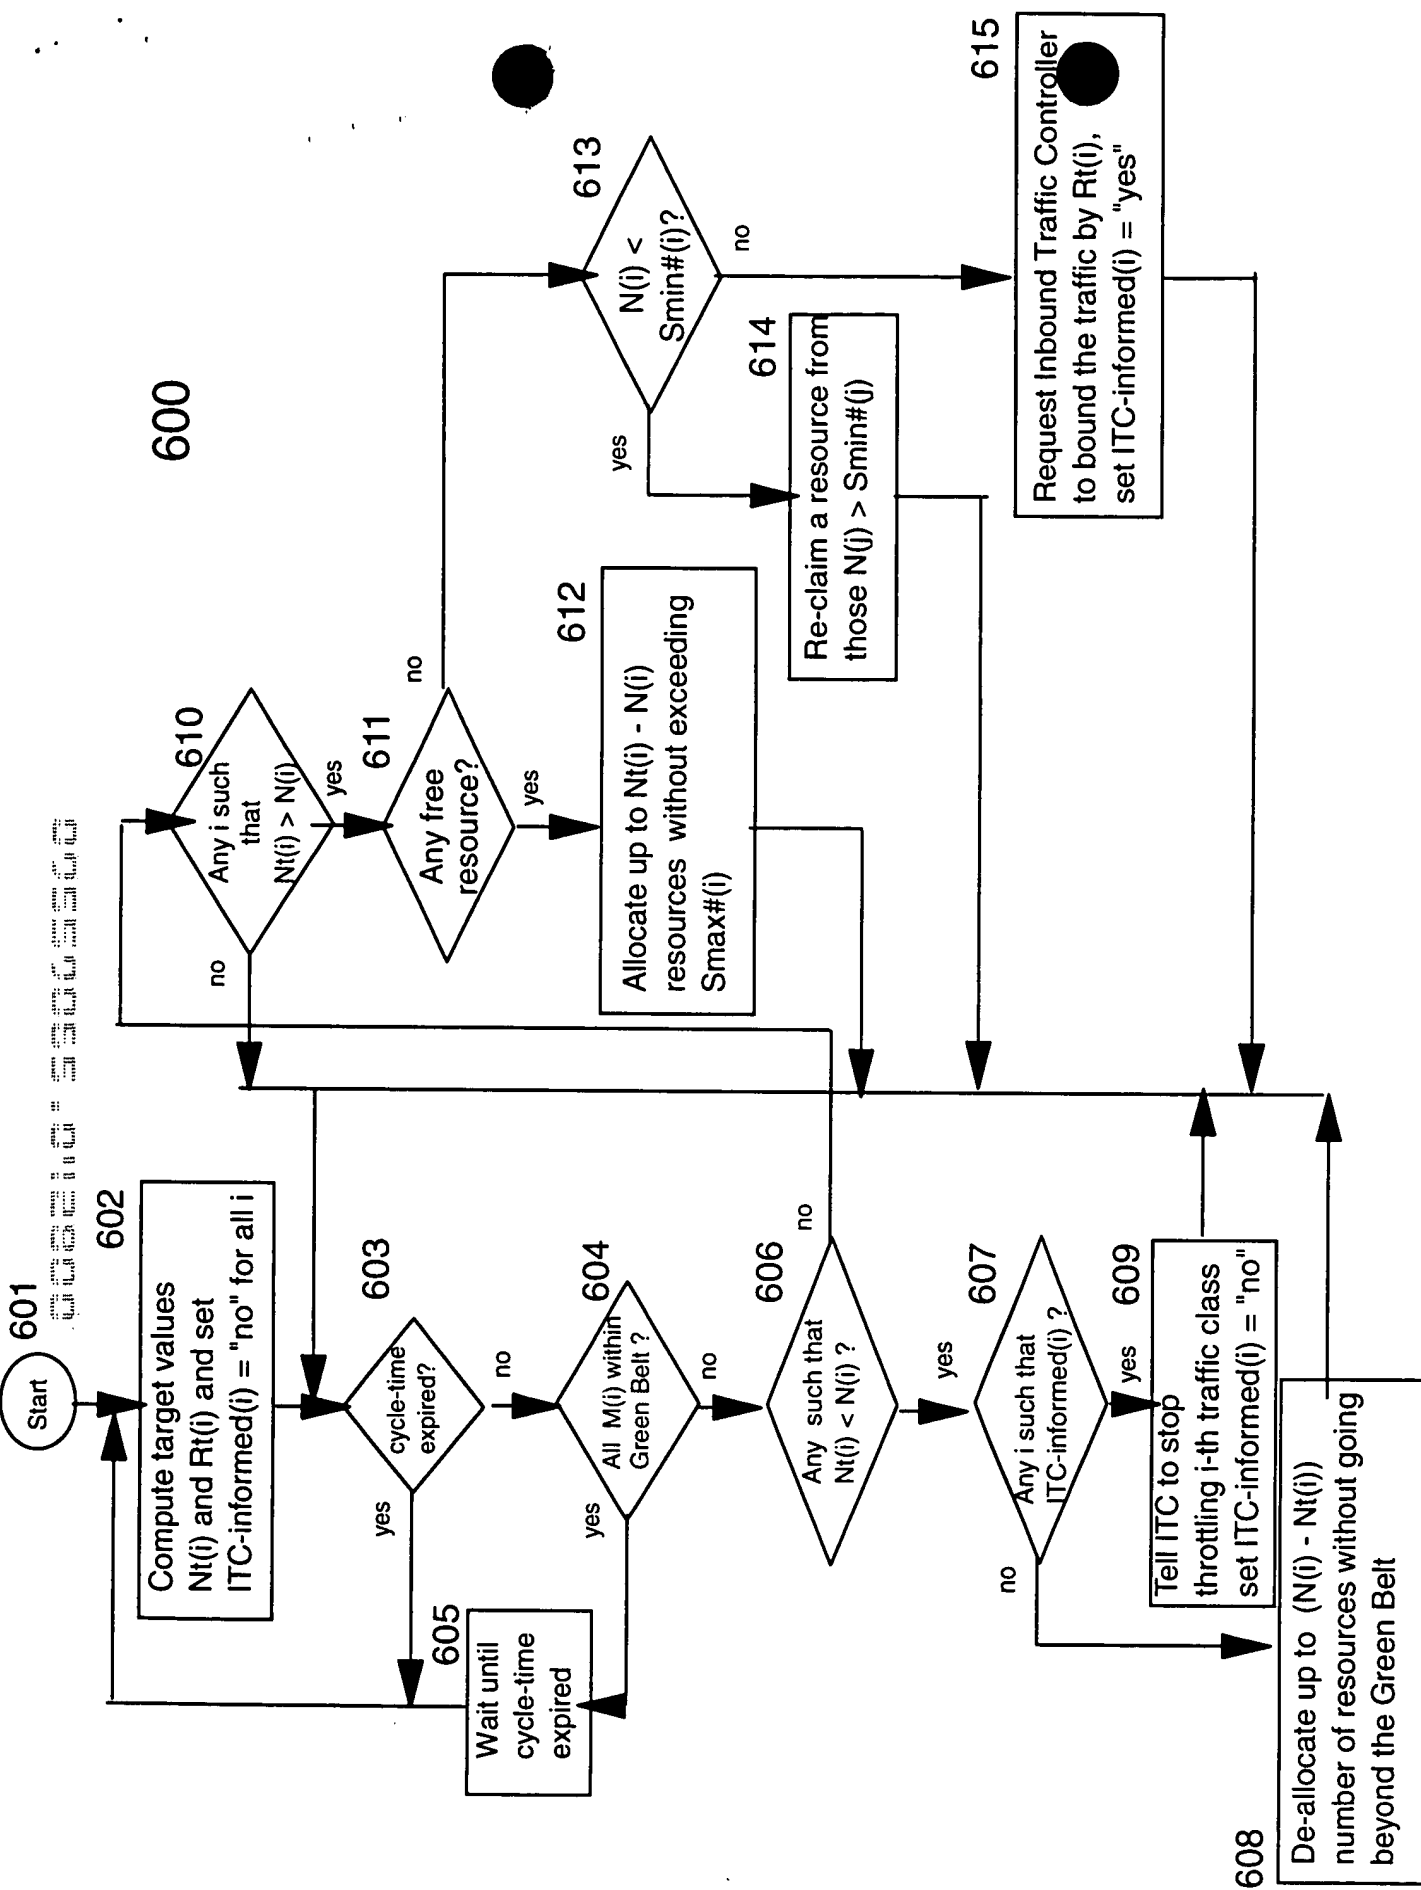 600
601
Start
602
Compute target values
Nt(i) and Rt(i) and set
ITC-informed(i) = "no" for all i
603
cycle-time
expired?
yes
no
604
All M(i) within
Green Belt ?
yes
no
605
Wait until
cycle-time
expired
606
Any such that
Nt(i) < N(i) ?
no
yes
607
Any i such that
ITC-informed(i) ?
no
yes
609
Tell ITC to stop
throttling i-th traffic class
set ITC-informed(i) = "no"
608
De-allocate up to (N(i) - Nt(i))
number of resources without going
beyond the Green Belt
610
Any i such
that
Nt(i) > N(i)
no
yes
611
Any free
resource?
no
yes
612
Allocate up to Nt(i) - N(i)
resources without exceeding
Smax#(i)
613
N(i) <
Smin#(i)?
yes
no
614
Re-claim a resource from
those N(j) > Smin#(j)
615
Request Inbound Traffic Controller
to bound the traffic by Rt(i),
set ITC-informed(i) = "yes"